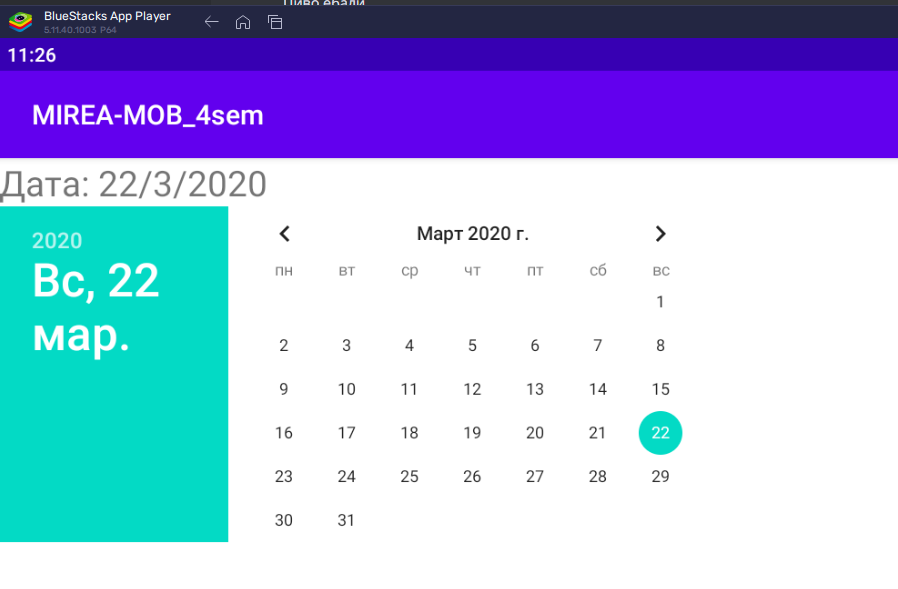 BlueStacks App Player
5.11.40.1003 P64
11:26
MIREA-MOB_4sem
Дата: 22/3/2020
2020
Вс, 22
мар.
Март 2020 г.
пн вт ср чт пт сб вс
1
2 3 4 5 6 7 8
9 10 11 12 13 14 15
16 17 18 19 20 21 22
23 24 25 26 27 28 29
30 31